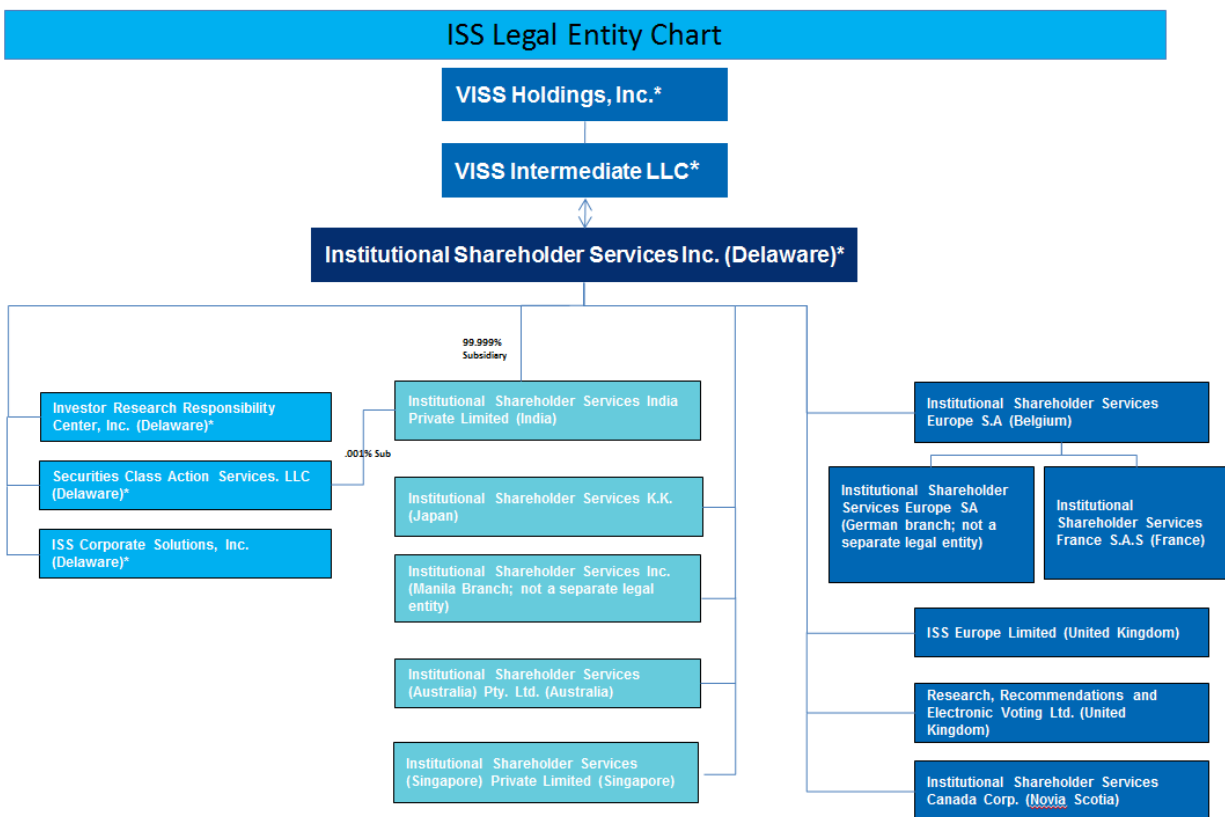 ISS Legal Entity Chart
VISS Holdings, Inc.*
VISS Intermediate LLC*
Institutional Shareholder Services Inc. (Delaware)*
99.999%
Subsidiary
Investor Research Responsibility
Center, Inc. (Delaware)*
Securities Class Action Services. LLC
(Delaware)*
ISS Corporate Solutions, Inc.
(Delaware)*
.001% Sub
Institutional Shareholder Services India
Private Limited (India)
Institutional Shareholder Services K.K.
(Japan)
Institutional Shareholder Services Inc.
(Manila Branch; not a separate legal
entity)
Institutional Shareholder Services
(Australia) Pty. Ltd. (Australia)
Institutional Shareholder Services
(Singapore) Private Limited (Singapore)
Institutional Shareholder Services
Europe S.A (Belgium)
Institutional Shareholder
Services Europe SA
(German branch; not a
separate legal entity)
Institutional
Shareholder Services
France S.A.S (France)
ISS Europe Limited (United Kingdom)
Research, Recommendations and
Electronic Voting Ltd. (United
Kingdom)
Institutional Shareholder Services
Canada Corp. (Novia Scotia)